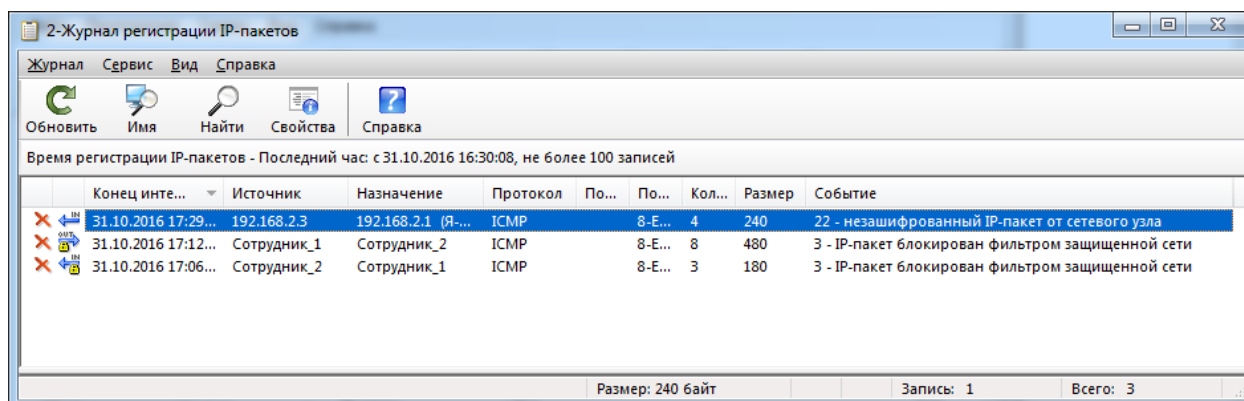 2-Журнал регистрации IP-пакетов
Журнал Сервис Вид Справка
Обновить Имя Найти Свойства Справка
Время регистрации IP-пакетов - Последний час: с 31.10.2016 16:30:08, не более 100 записей
Конец инте... Источник Назначение Протокол По... По... Кол... Размер Событие
IN 31.10.2016 17:29... 192.168.2.3 192.168.2.1 (Я-... ICMP 8-E... 4 240 22 - незашифрованный IP-пакет от сетевого узла
OUT 31.10.2016 17:12... Сотрудник_1 Сотрудник_2 ICMP 8-E... 8 480 3 - IP-пакет блокирован фильтром защищенной сети
IN 31.10.2016 17:06... Сотрудник_2 Сотрудник_1 ICMP 8-E... 3 180 3 - IP-пакет блокирован фильтром защищенной сети
Размер: 240 байт Запись: 1 Всего: 3